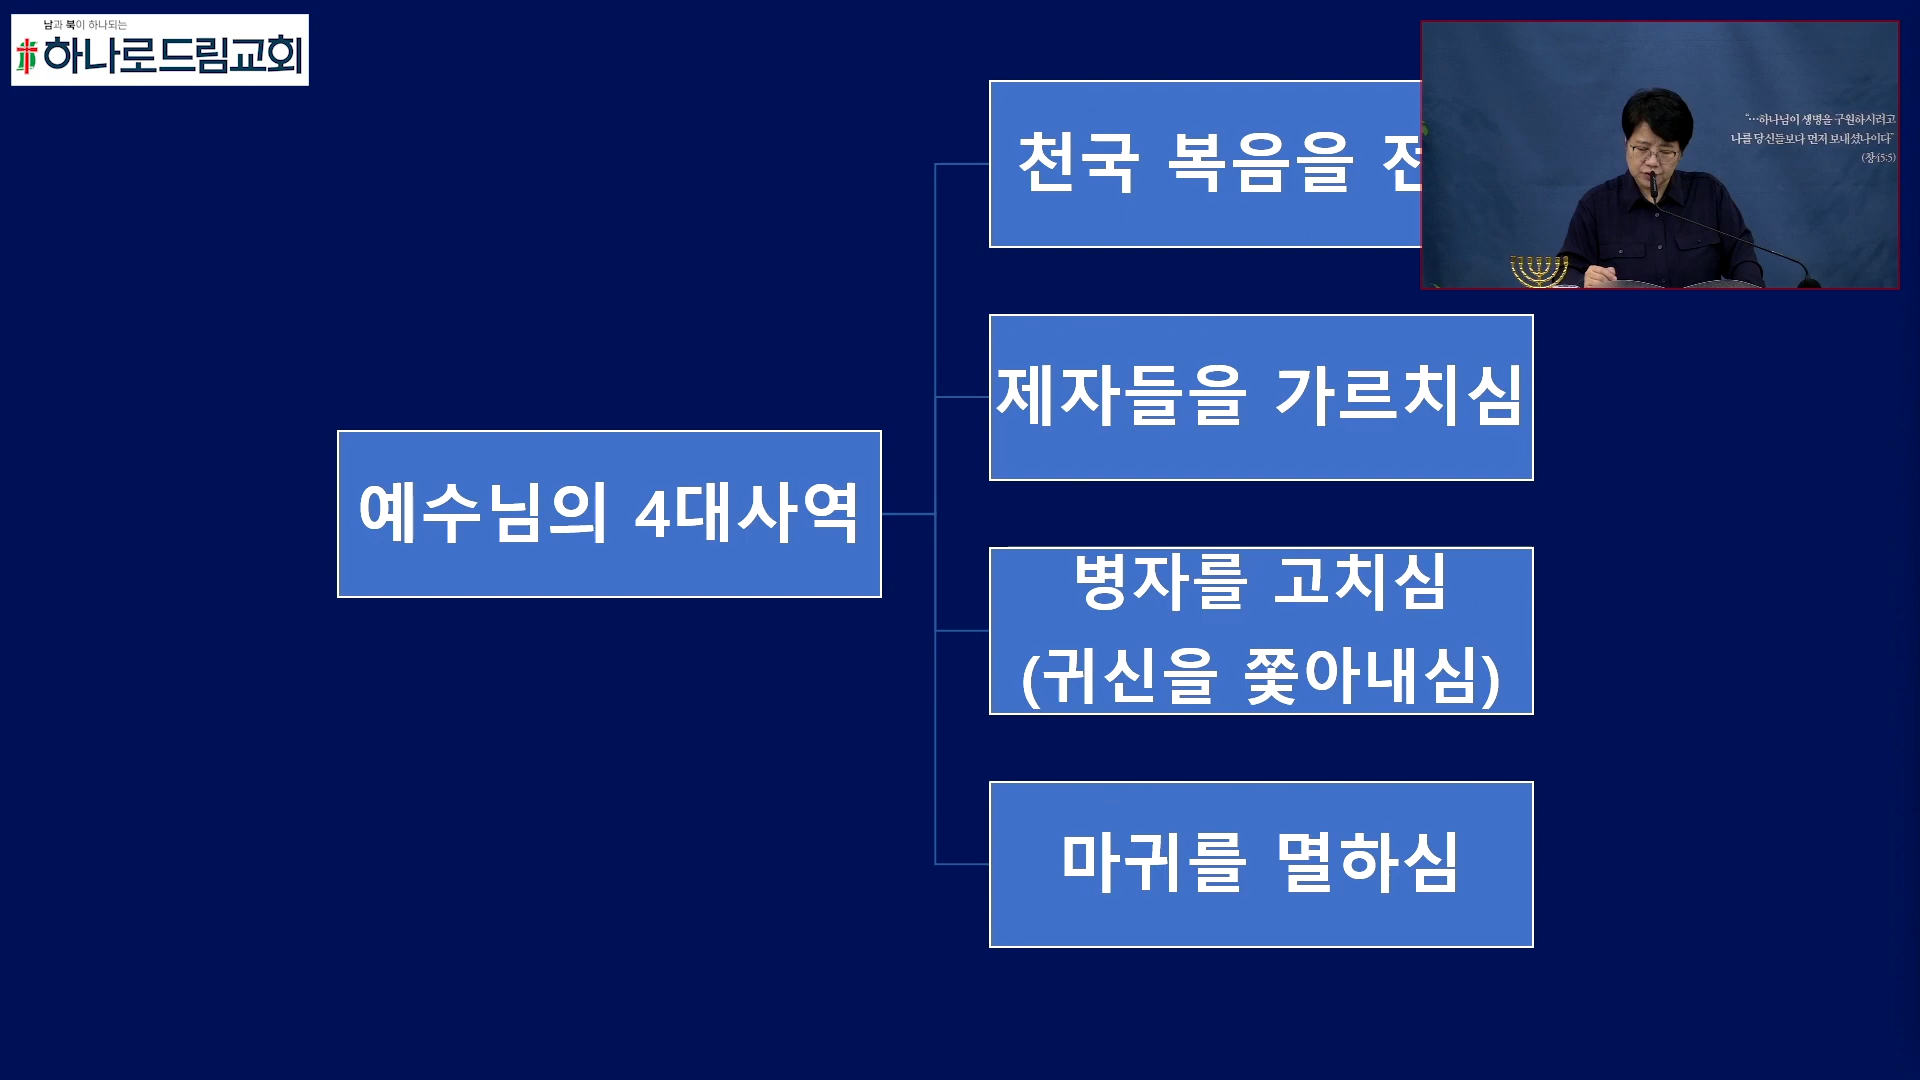 남과 북이 하나되는
하나로드림교회
천국 복음을
"…하나님이 생명을 구원하시려고
나를 당신들보다 먼저 보내셨나이다"
(창45:5)
제자들을 가르치심
예수님의 4대사역
병자를 고치심
(귀신을 쫓아내심)
마귀를 멸하심